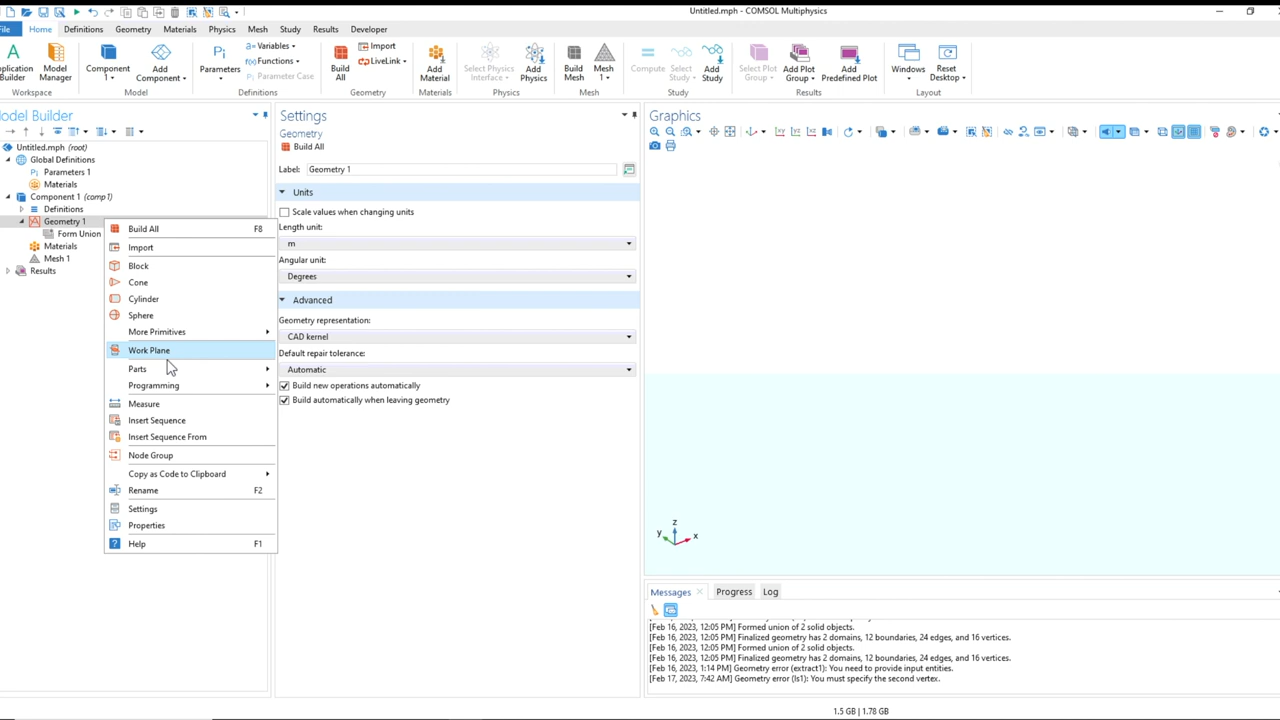 Untitled.mph - COMSOL Multiphysics
File Home Definitions Geometry Materials Physics Mesh Study Results Developer
Application Builder
Model Manager
Workspace
Component 1
Add Component
Model
Parameters
Variables
Functions
Parameter Case
Definitions
Build All
Import
LiveLink
Geometry
Add Material
Materials
Select Physics Interface
Add Physics
Physics
Build Mesh
Mesh 1
Mesh
Compute
Select Study
Add Study
Study
Select Plot Group
Add Plot Group
Add Predefined Plot
Results
Windows
Reset Desktop
Layout
odel Builder
Untitled.mph (root)
Global Definitions
Parameters 1
Materials
Component 1 (comp1)
Definitions
Geometry 1
Form Union
Materials
Mesh 1
Results
Build All F8
Import
Block
Cone
Cylinder
Sphere
More Primitives
Work Plane
Parts
Programming
Measure
Insert Sequence
Insert Sequence From
Node Group
Copy as Code to Clipboard
Rename F2
Settings
Properties
Help F1
Settings
Geometry
Build All
Label: Geometry 1
Units
Scale values when changing units
Length unit:
m
Angular unit:
Degrees
Advanced
Geometry representation:
CAD kernel
Default repair tolerance:
Automatic
Build new operations automatically
Build automatically when leaving geometry
Graphics
z
y x
Messages Progress Log
[Feb 16, 2023, 12:05 PM] Formed union of 2 solid objects.
[Feb 16, 2023, 12:05 PM] Finalized geometry has 2 domains, 12 boundaries, 24 edges, and 16 vertices.
[Feb 16, 2023, 12:05 PM] Formed union of 2 solid objects.
[Feb 16, 2023, 12:05 PM] Finalized geometry has 2 domains, 12 boundaries, 24 edges, and 16 vertices.
[Feb 16, 2023, 1:14 PM] Geometry error (extract1): You need to provide input entities.
[Feb 17, 2023, 7:42 AM] Geometry error (ls1): You must specify the second vertex.
1.5 GB | 1.78 GB